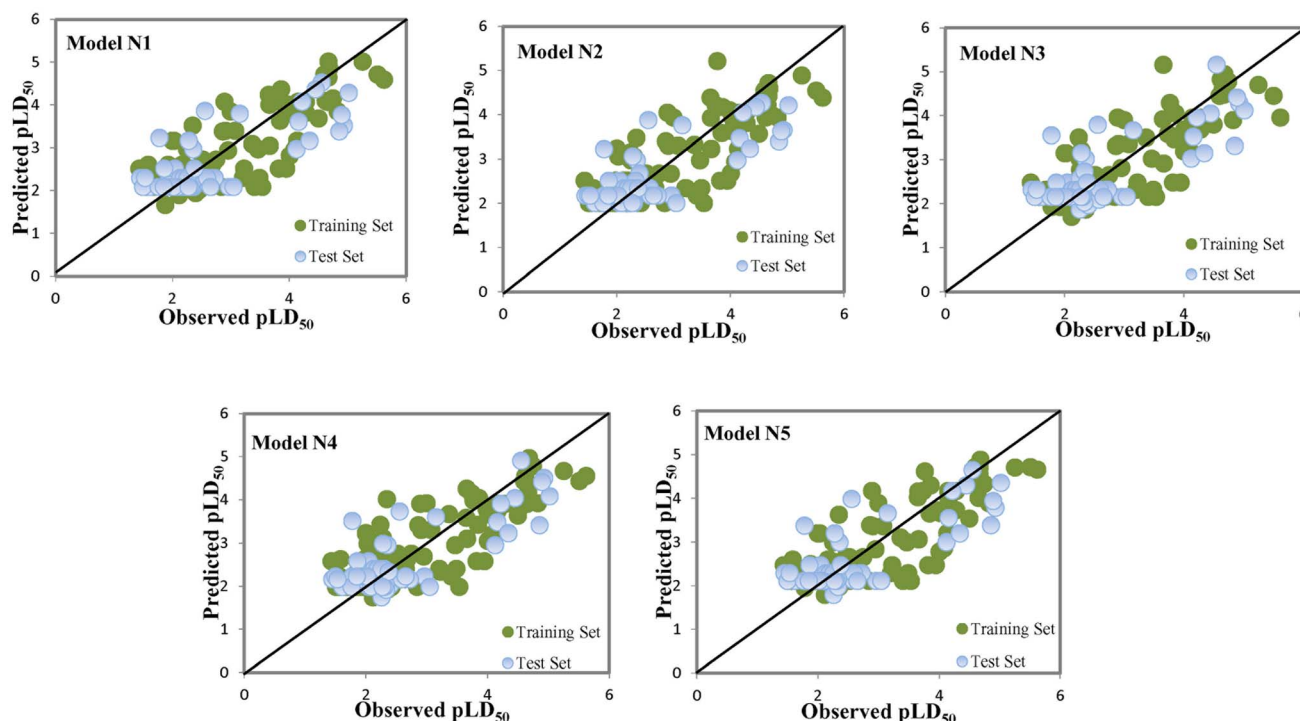 Model N1
Predicted pLD50
6
5
4
3
2
1
0
Training Set
Test Set
0 2 4 6
Observed pLD50
Model N2
Predicted pLD50
6
5
4
3
2
1
0
Training Set
Test Set
0 2 4 6
Observed pLD50
Model N3
Predicted pLD50
6
5
4
3
2
1
0
Training Set
Test Set
0 2 4 6
Observed pLD50
Model N4
Predicted pLD50
6
5
4
3
2
1
0
Training Set
Test Set
0 2 4 6
Observed pLD50
Model N5
Predicted pLD50
6
5
4
3
2
1
0
Training Set
Test Set
0 2 4 6
Observed pLD50